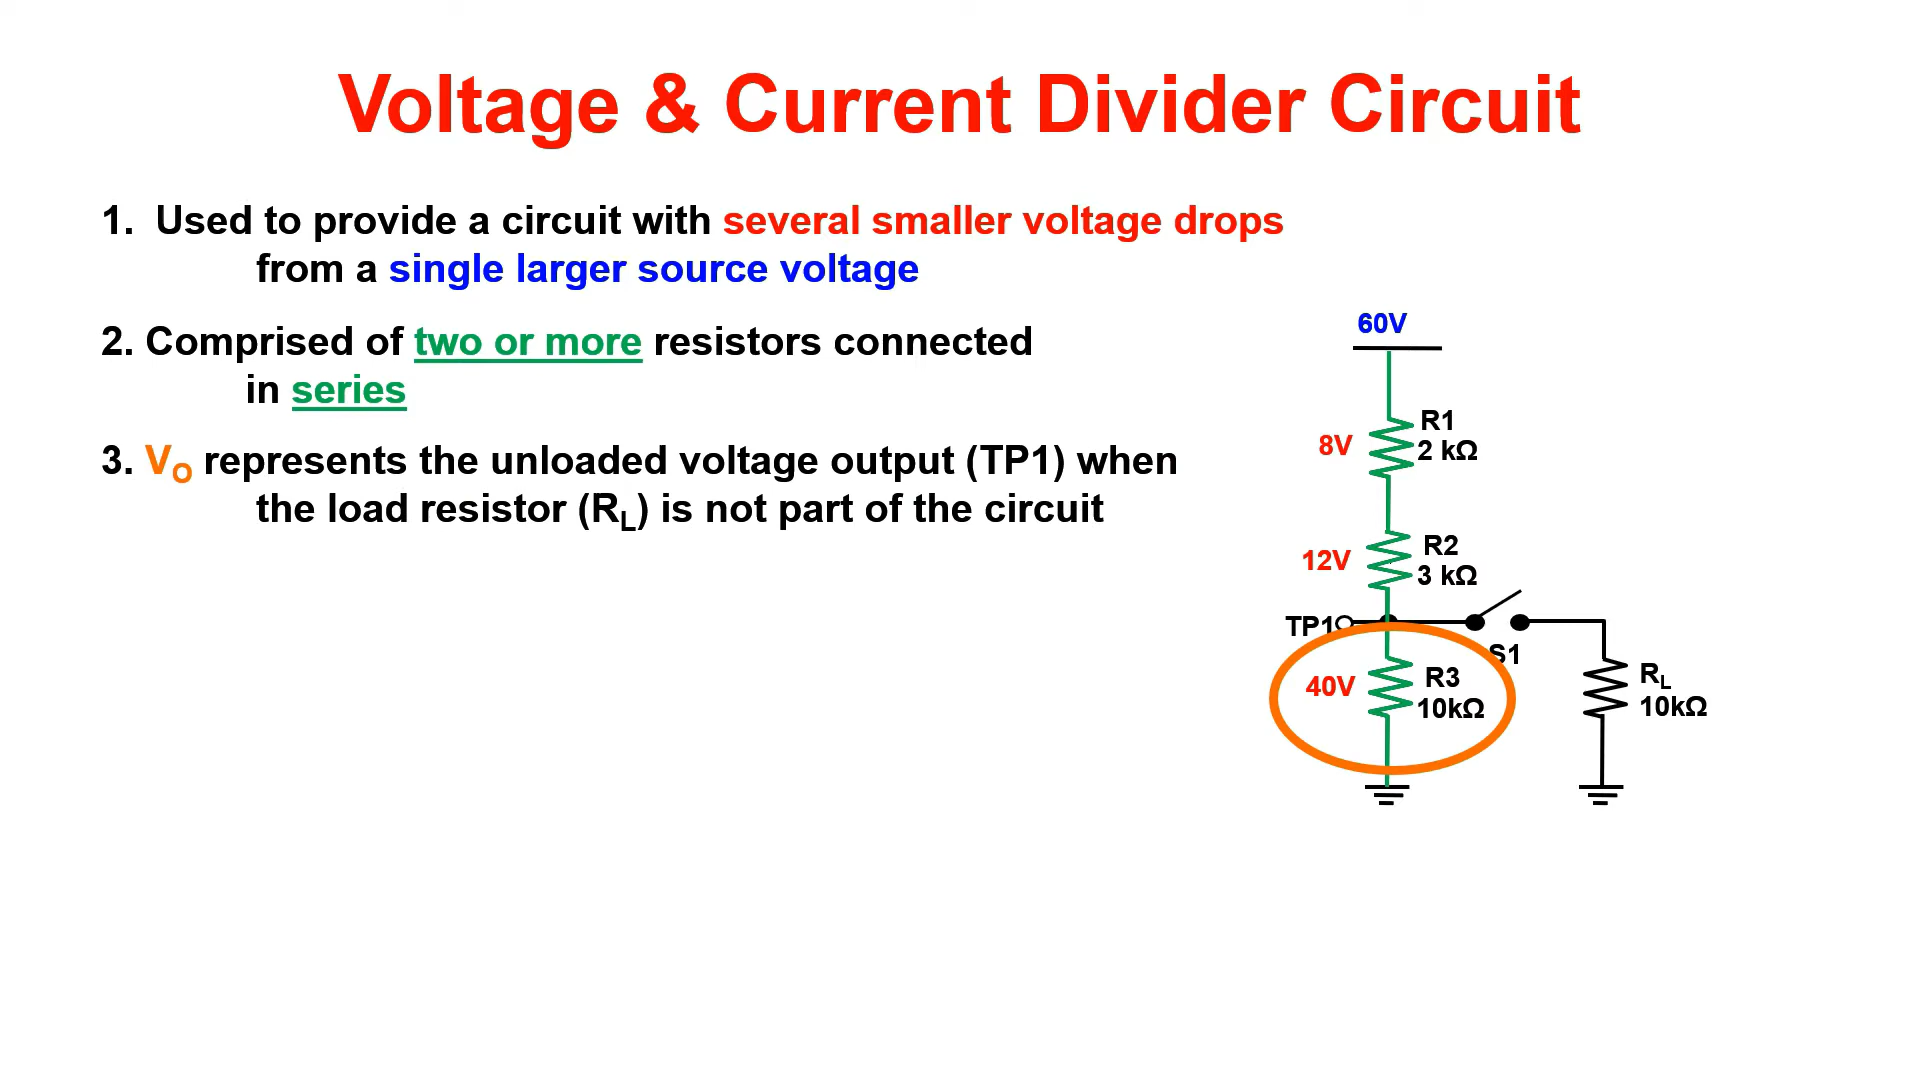 Voltage & Current Divider Circuit
1. Used to provide a circuit with several smaller voltage drops
from a single larger source voltage
2. Comprised of two or more resistors connected
in series
3. VO represents the unloaded voltage output (TP1) when
the load resistor (RL) is not part of the circuit
60V
R1
8V
2 kΩ
R2
12V
3 kΩ
TP1
S1
R3
40V
10kΩ
RL
10kΩ